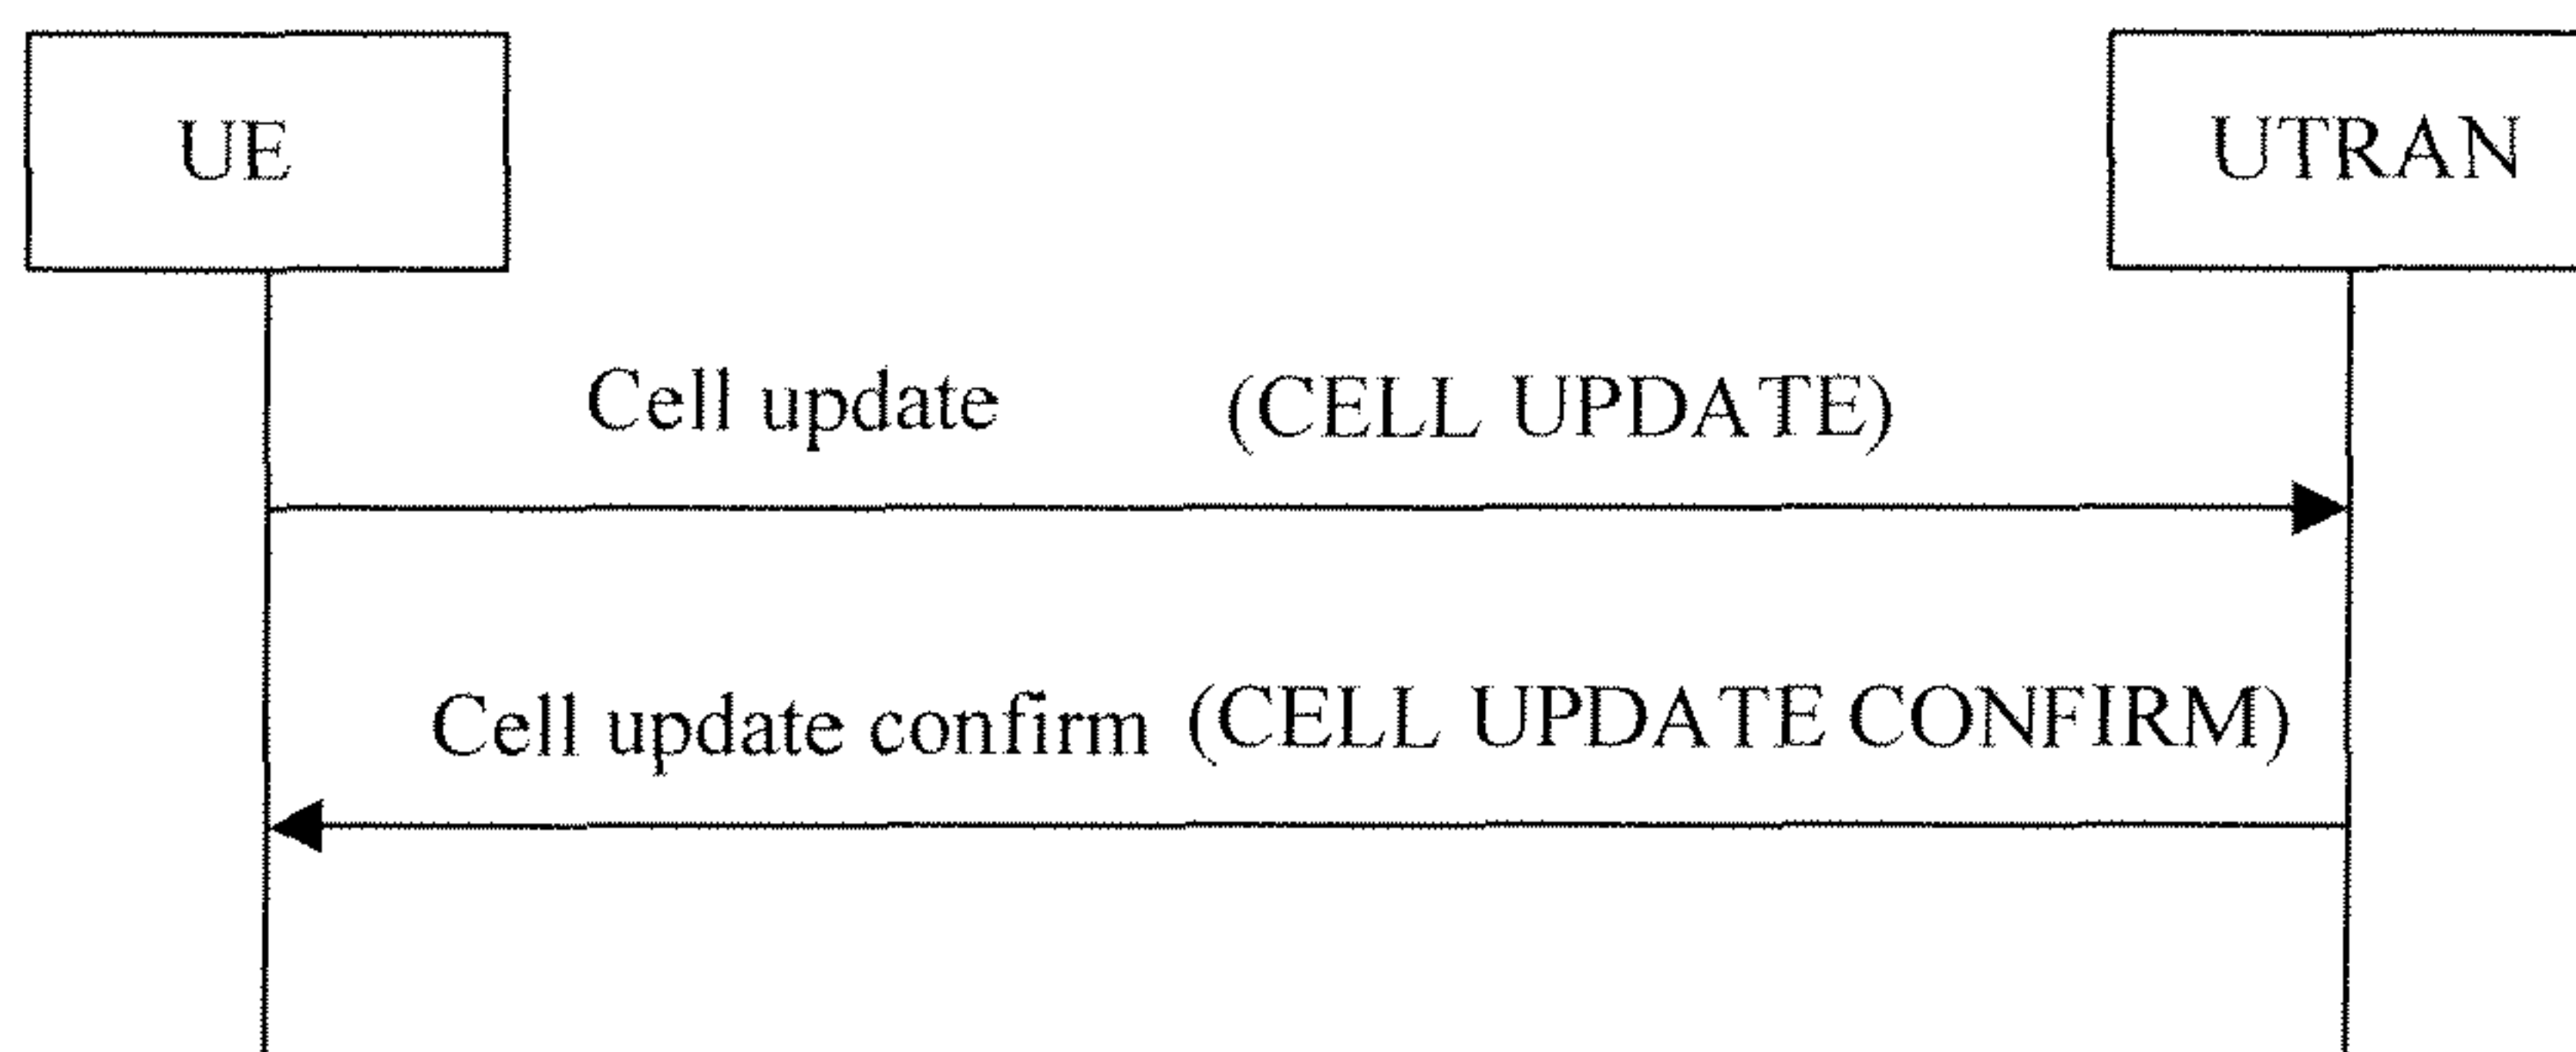 UE
UTRAN
Cell update (CELL UPDATE)
Cell update confirm (CELL UPDATE CONFIRM)